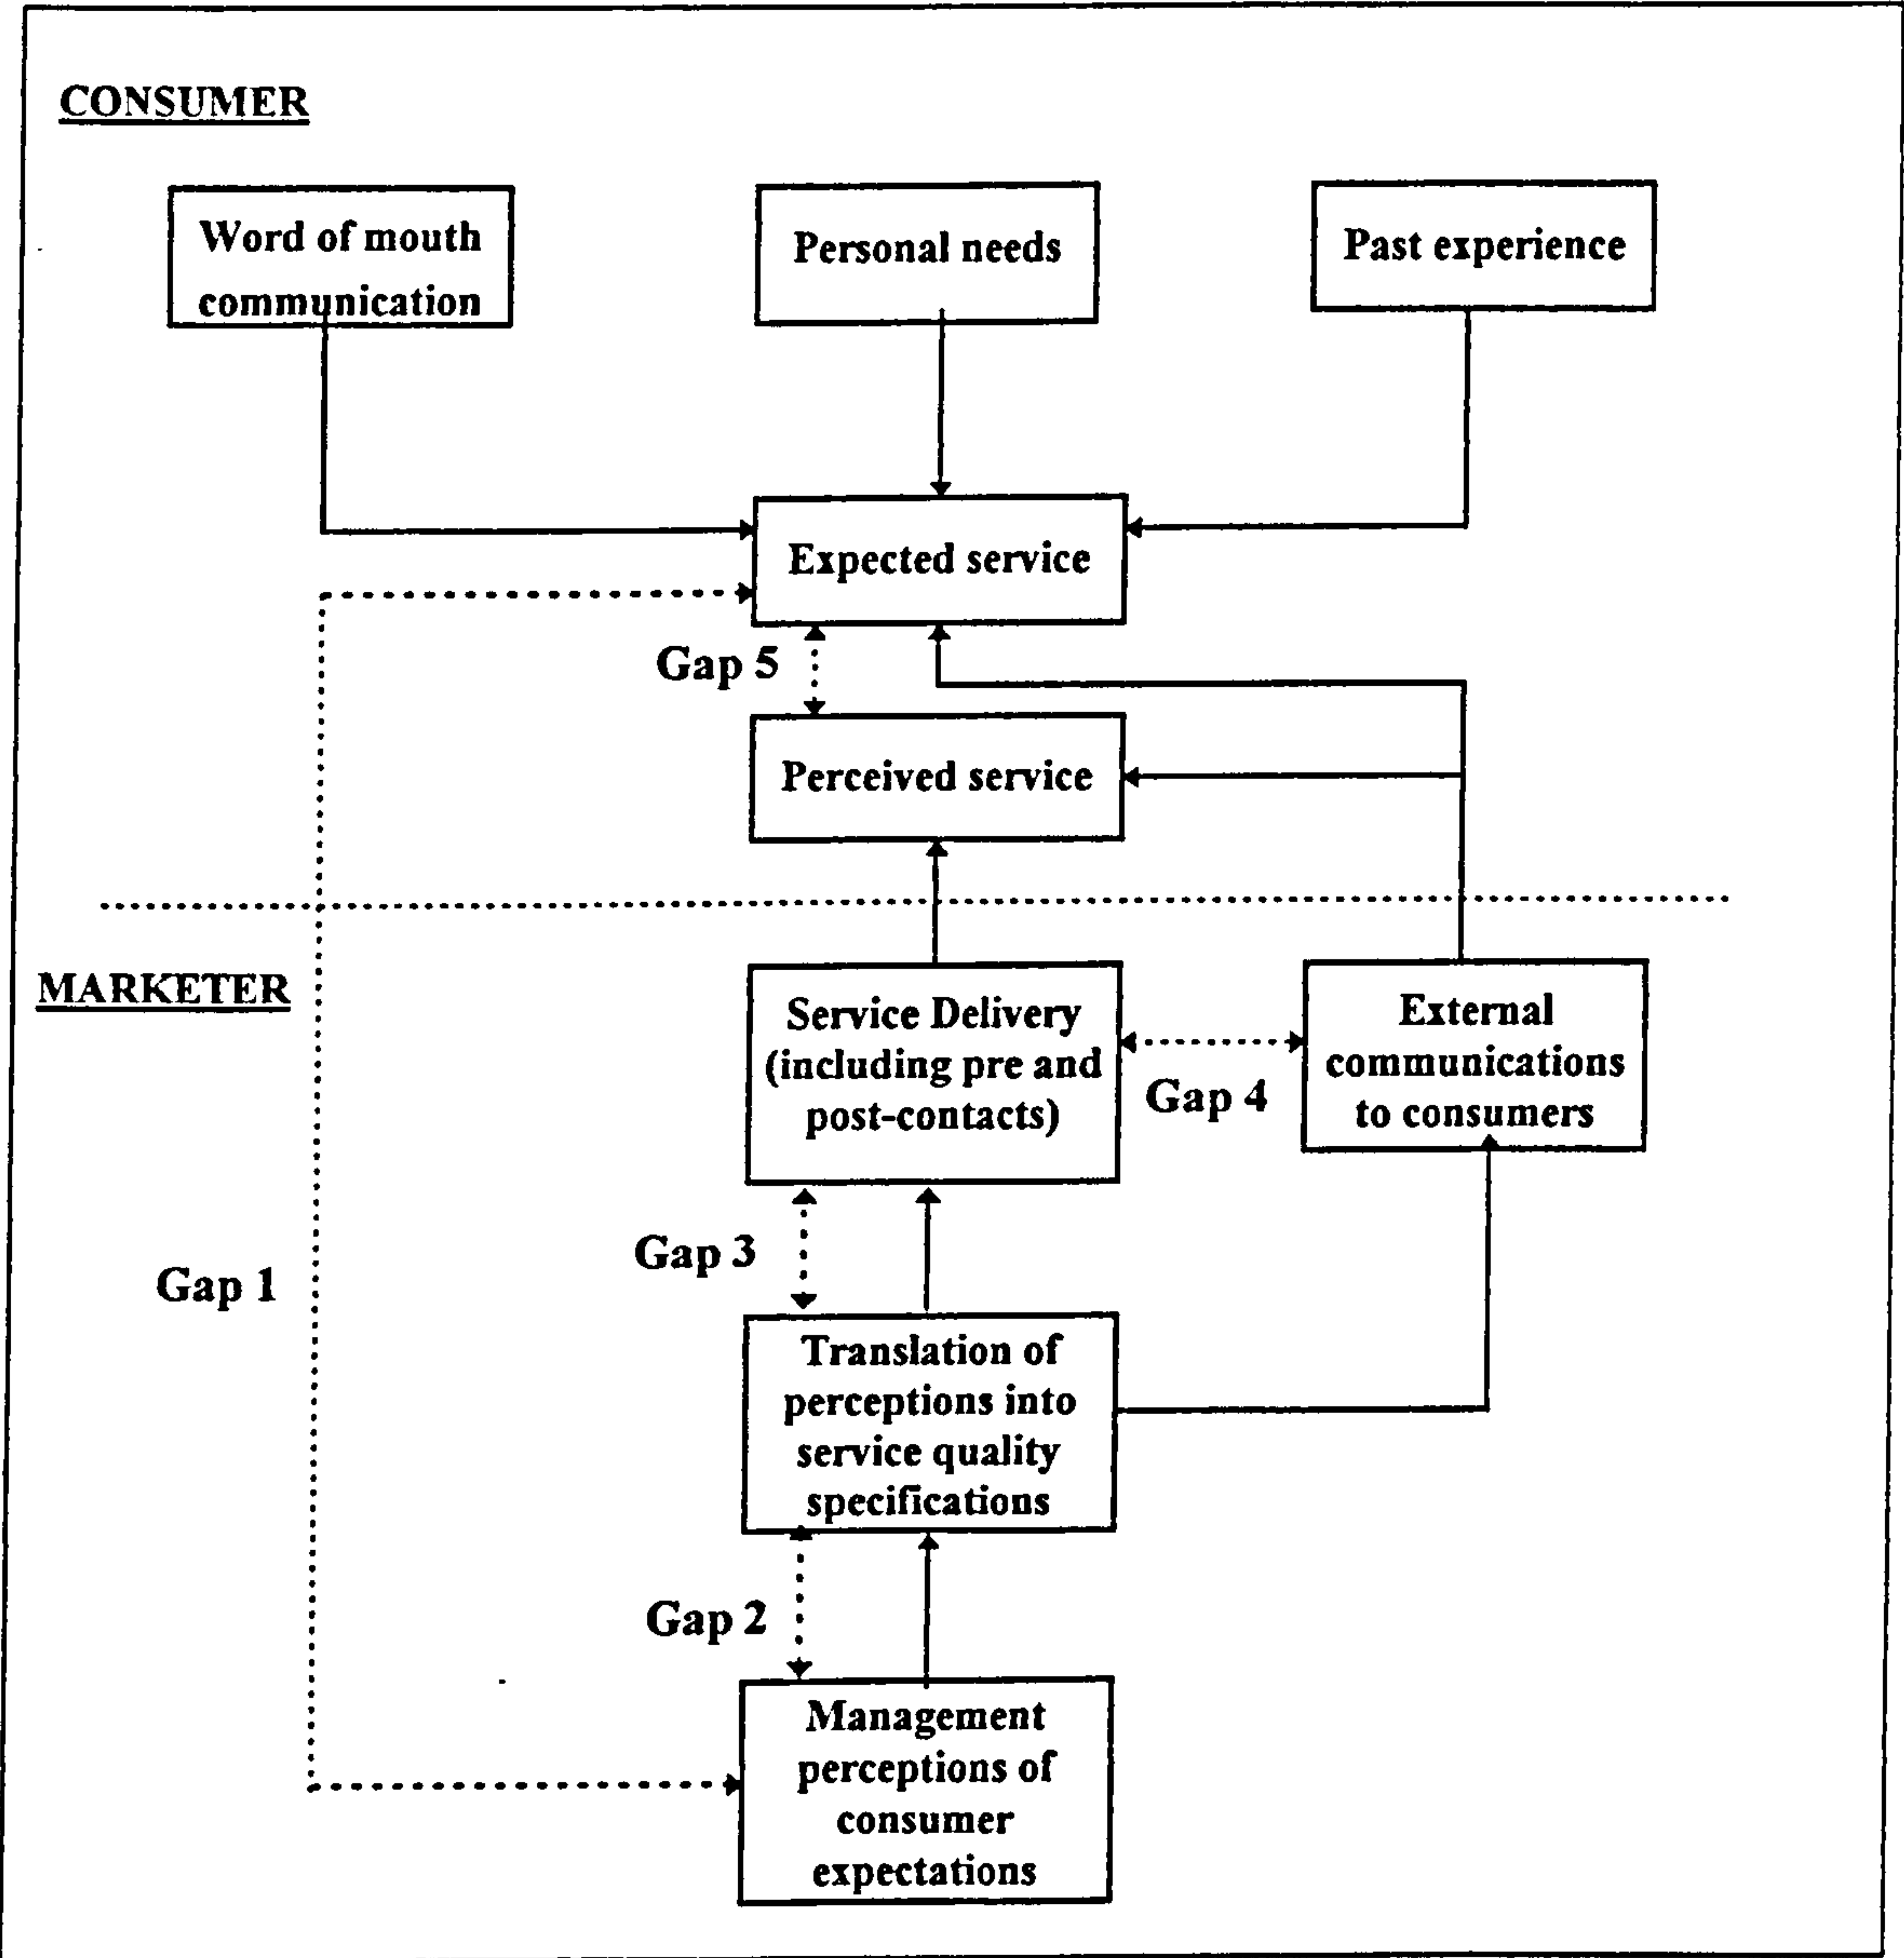 CONSUMER
Word of mouth
communication
Personal needs
Past experience
Expected service
Gap 5
Perceived service
MARKETER
Service Delivery
(including pre and
post-contacts)
Gap 4
External
communications
to consumers
Gap 3
Gap 1
Translation of
perceptions into
service quality
specifications
Gap 2
Management
perceptions of
consumer
expectations